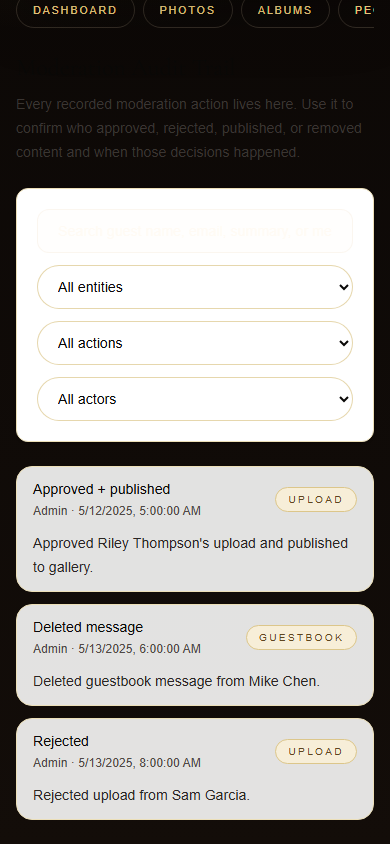 DASHBOARD PHOTOS ALBUMS
Every recorded moderation action lives here. Use it to
confirm who approved, rejected, published, or removed
content and when those decisions happened.
All entities
All actions
All actors
Approved + published
UPLOAD
Admin · 5/12/2025, 5:00:00 AM
Approved Riley Thompson's upload and published
to gallery.
Deleted message
GUESTBOOK
Admin · 5/13/2025, 6:00:00 AM
Deleted guestbook message from Mike Chen.
Rejected
UPLOAD
Admin · 5/13/2025, 8:00:00 AM
Rejected upload from Sam Garcia.